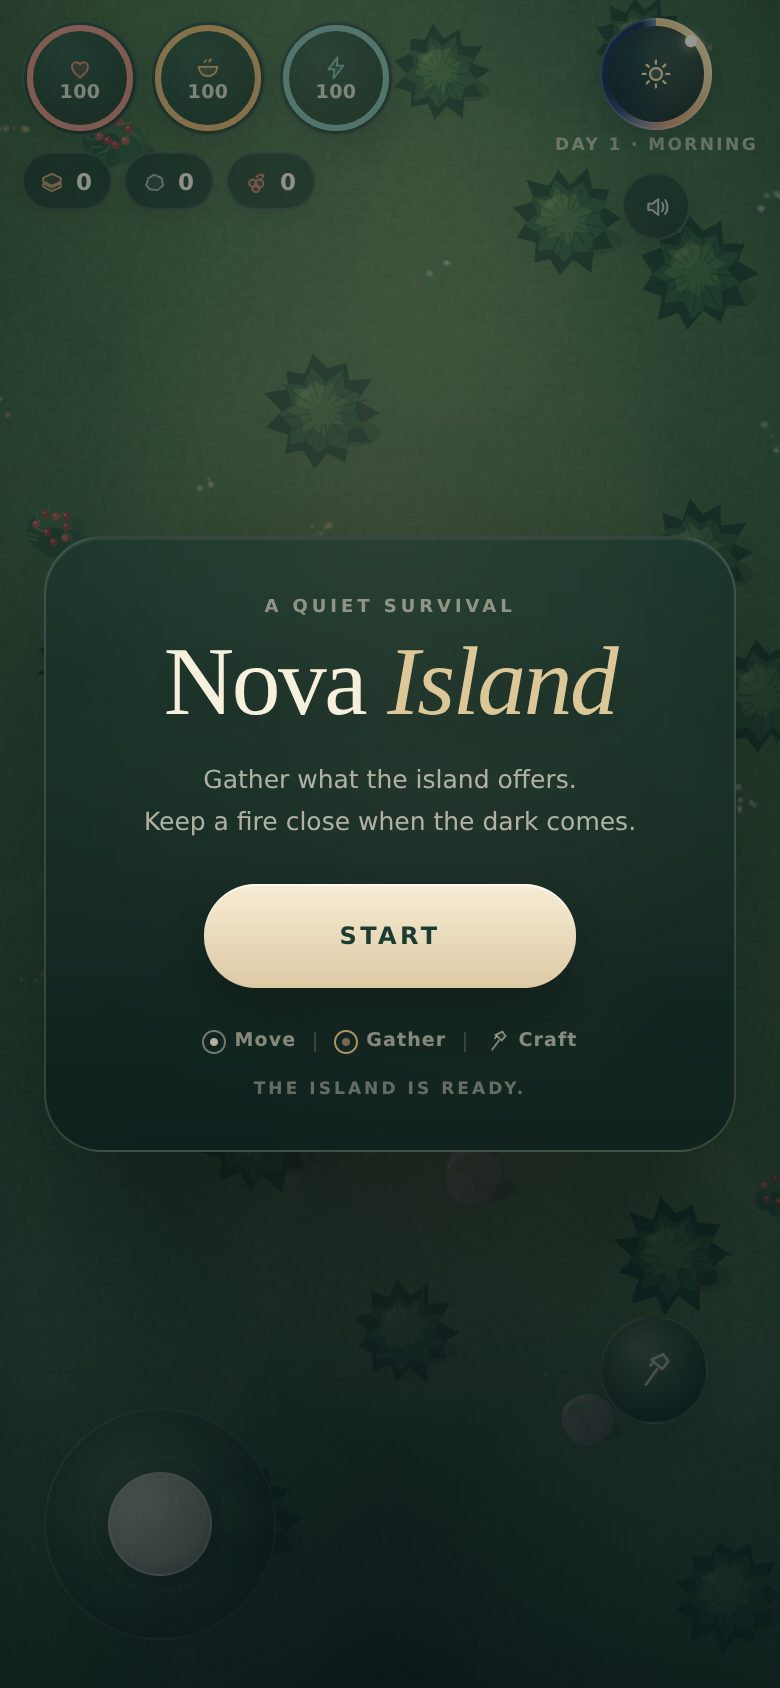 100 100 100
DAY 1 · MORNING
0 0 0
A QUIET SURVIVAL
Nova Island
Gather what the island offers.
Keep a fire close when the dark comes.
START
Move | Gather | Craft
THE ISLAND IS READY.